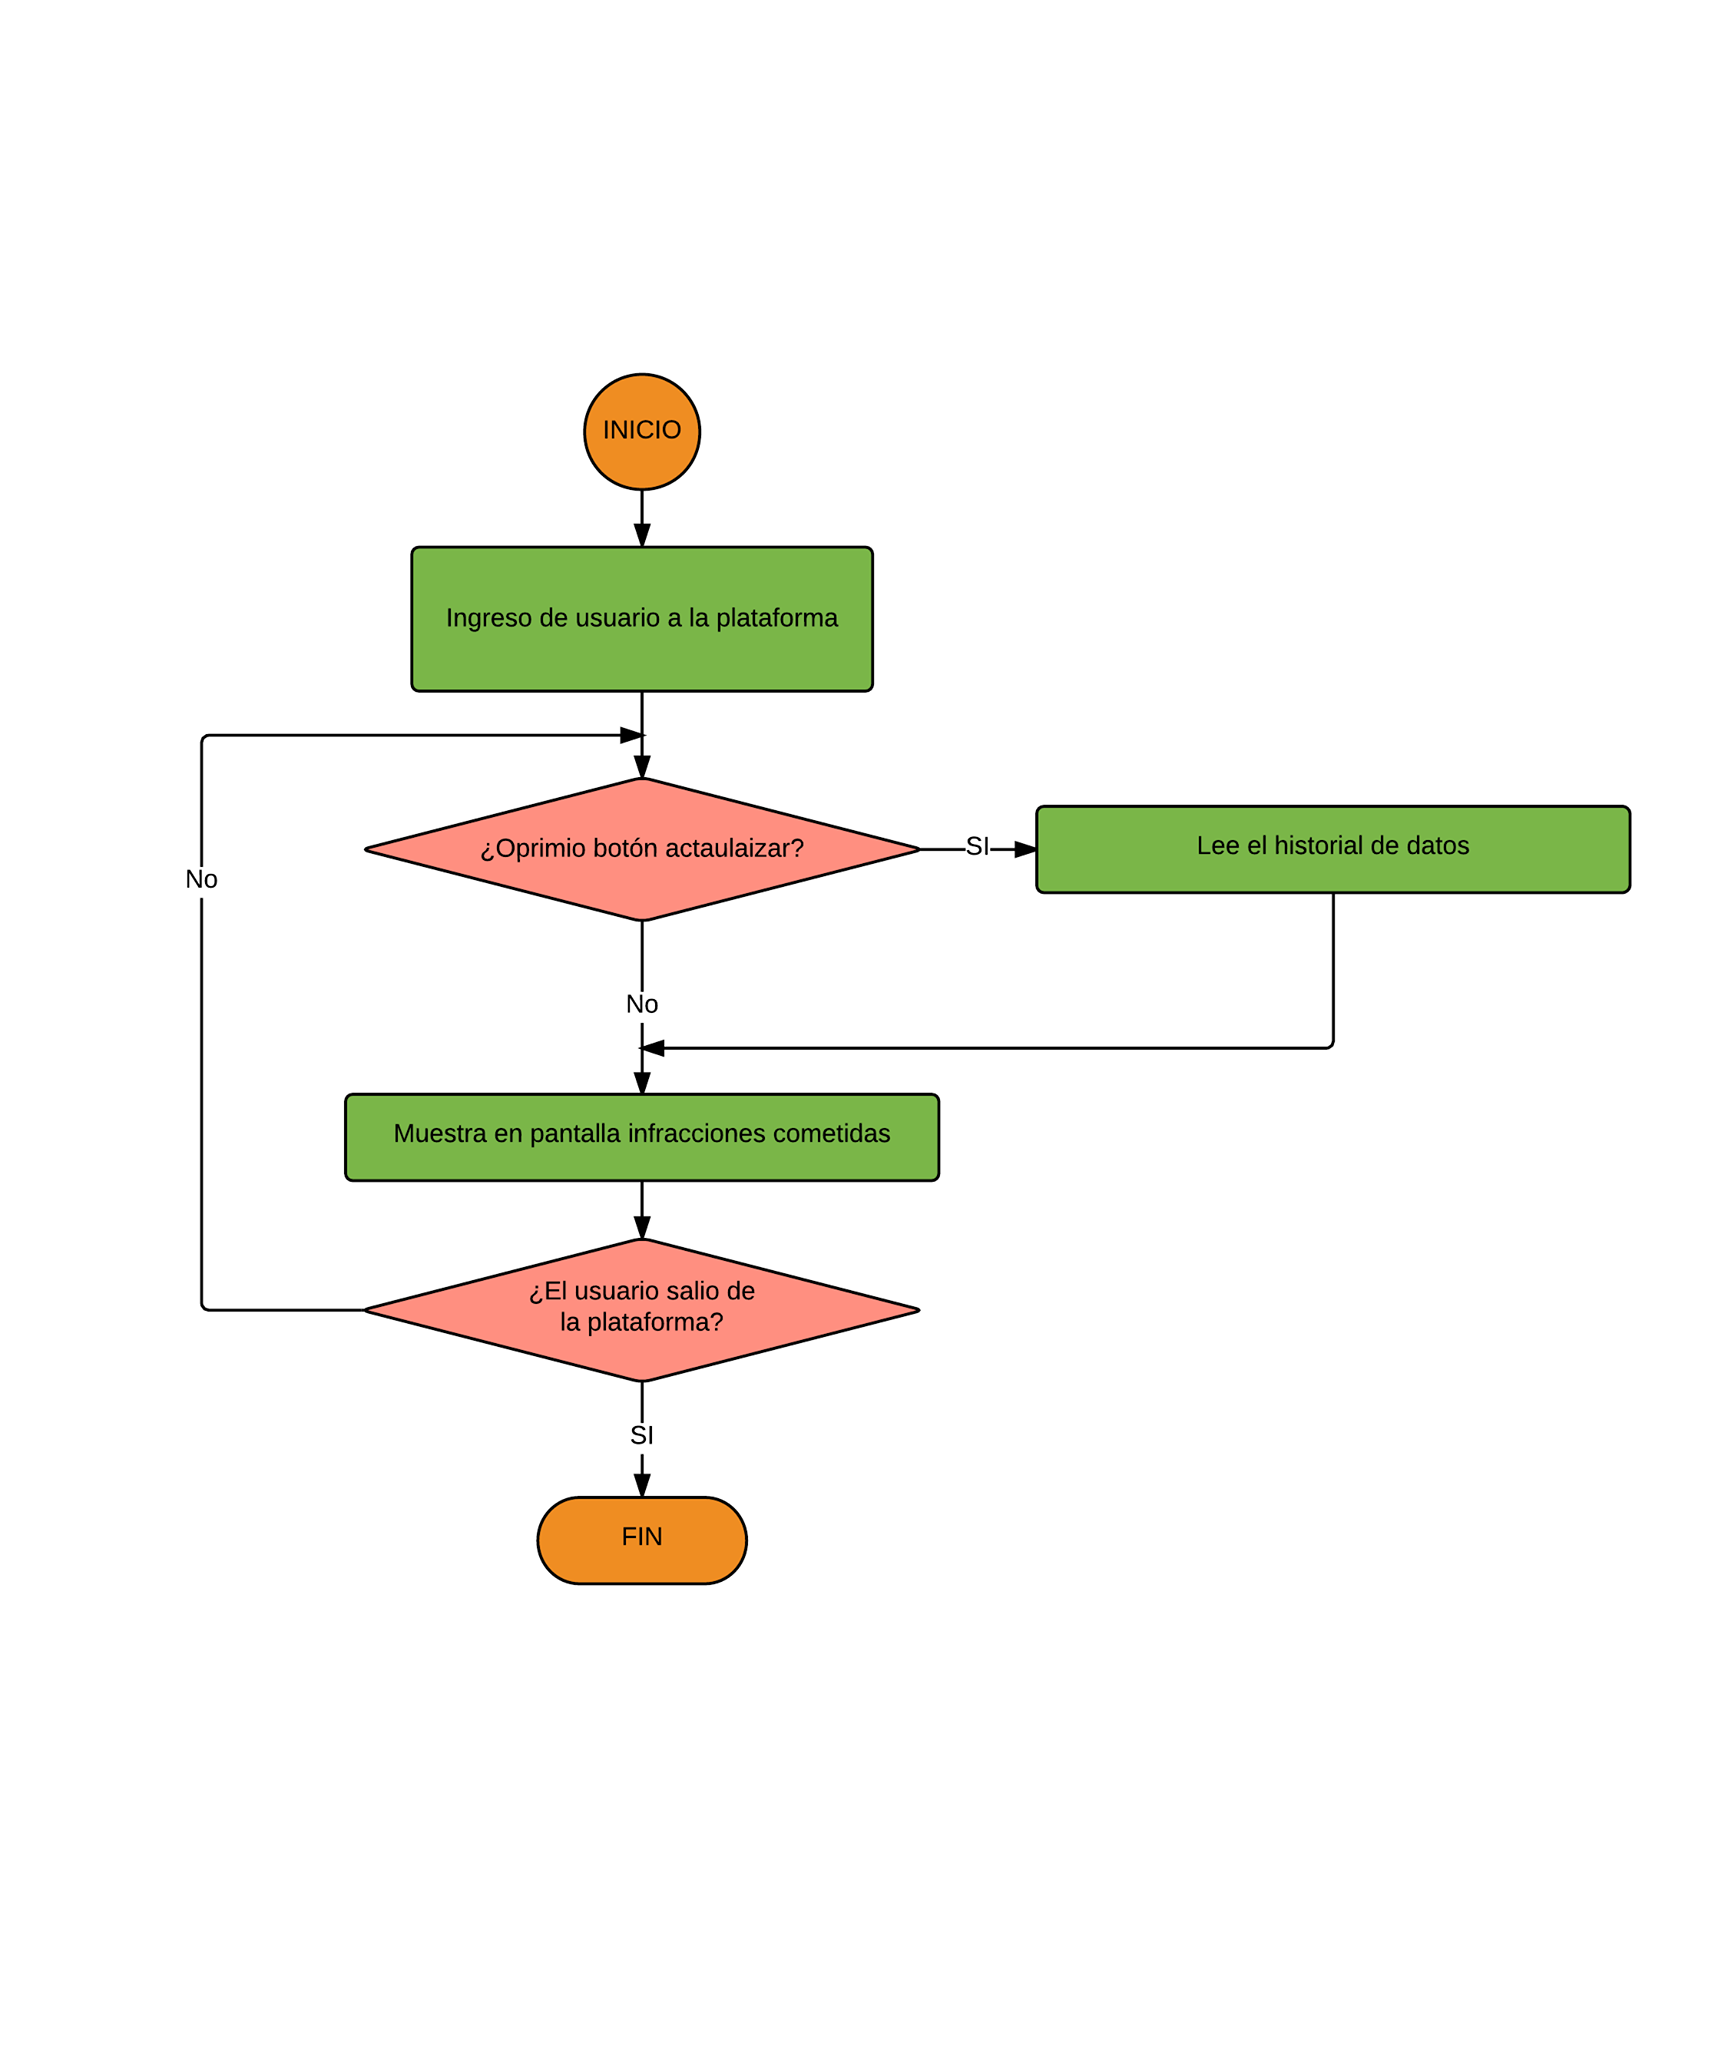 INICIO
Ingreso de usuario a la plataforma
¿Oprimio botón actaulaizar?
SI
Lee el historial de datos
No
No
Muestra en pantalla infracciones cometidas
¿El usuario salio de
la plataforma?
SI
FIN